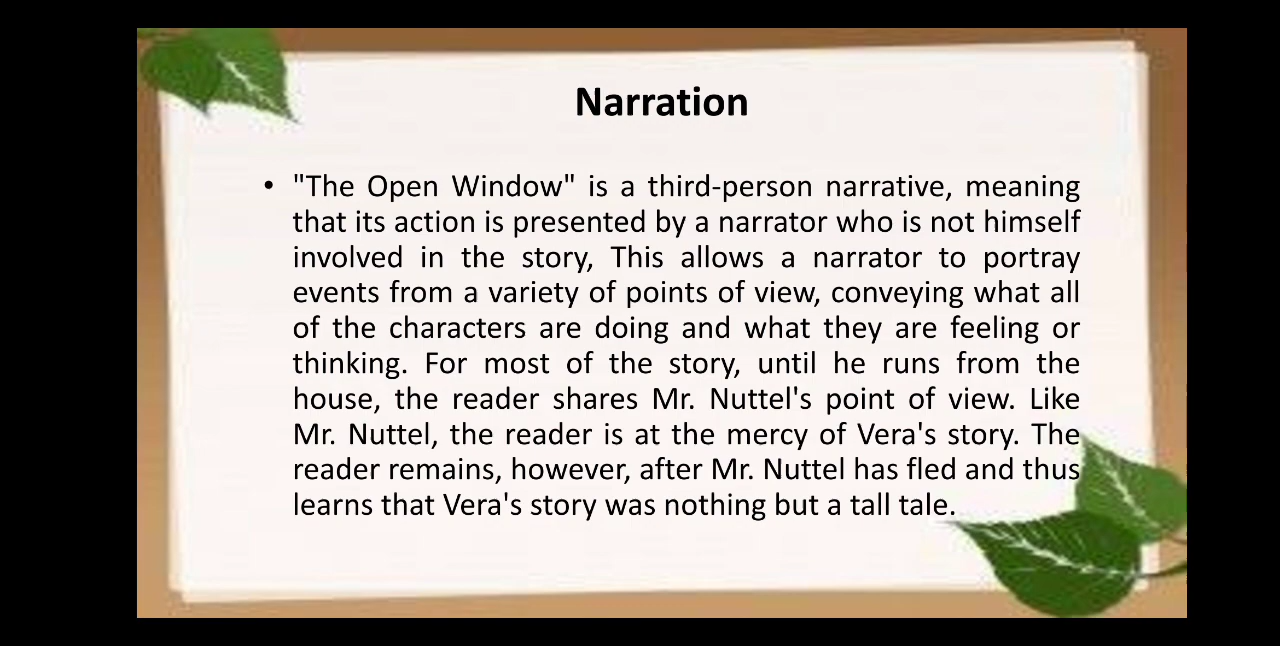 Narration
• "The Open Window" is a third-person narrative, meaning
that its action is presented by a narrator who is not himself
involved in the story, This allows a narrator to portray
events from a variety of points of view, conveying what all
of the characters are doing and what they are feeling or
thinking. For most of the story, until he runs from the
house, the reader shares Mr. Nuttel's point of view. Like
Mr. Nuttel, the reader is at the mercy of Vera's story. The
reader remains, however, after Mr. Nuttel has fled and thus
learns that Vera's story was nothing but a tall tale.